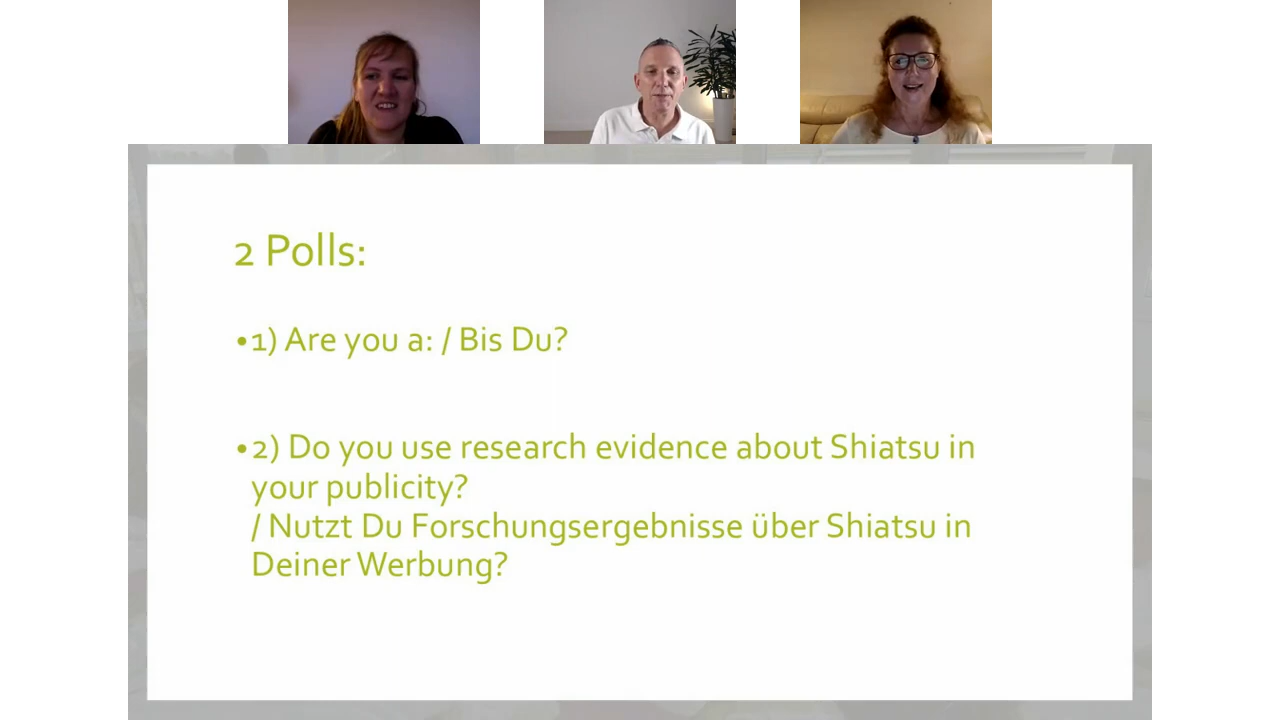 2 Polls:
•1) Are you a: / Bis Du?
•2) Do you use research evidence about Shiatsu in
your publicity?
/ Nutzt Du Forschungsergebnisse über Shiatsu in
Deiner Werbung?